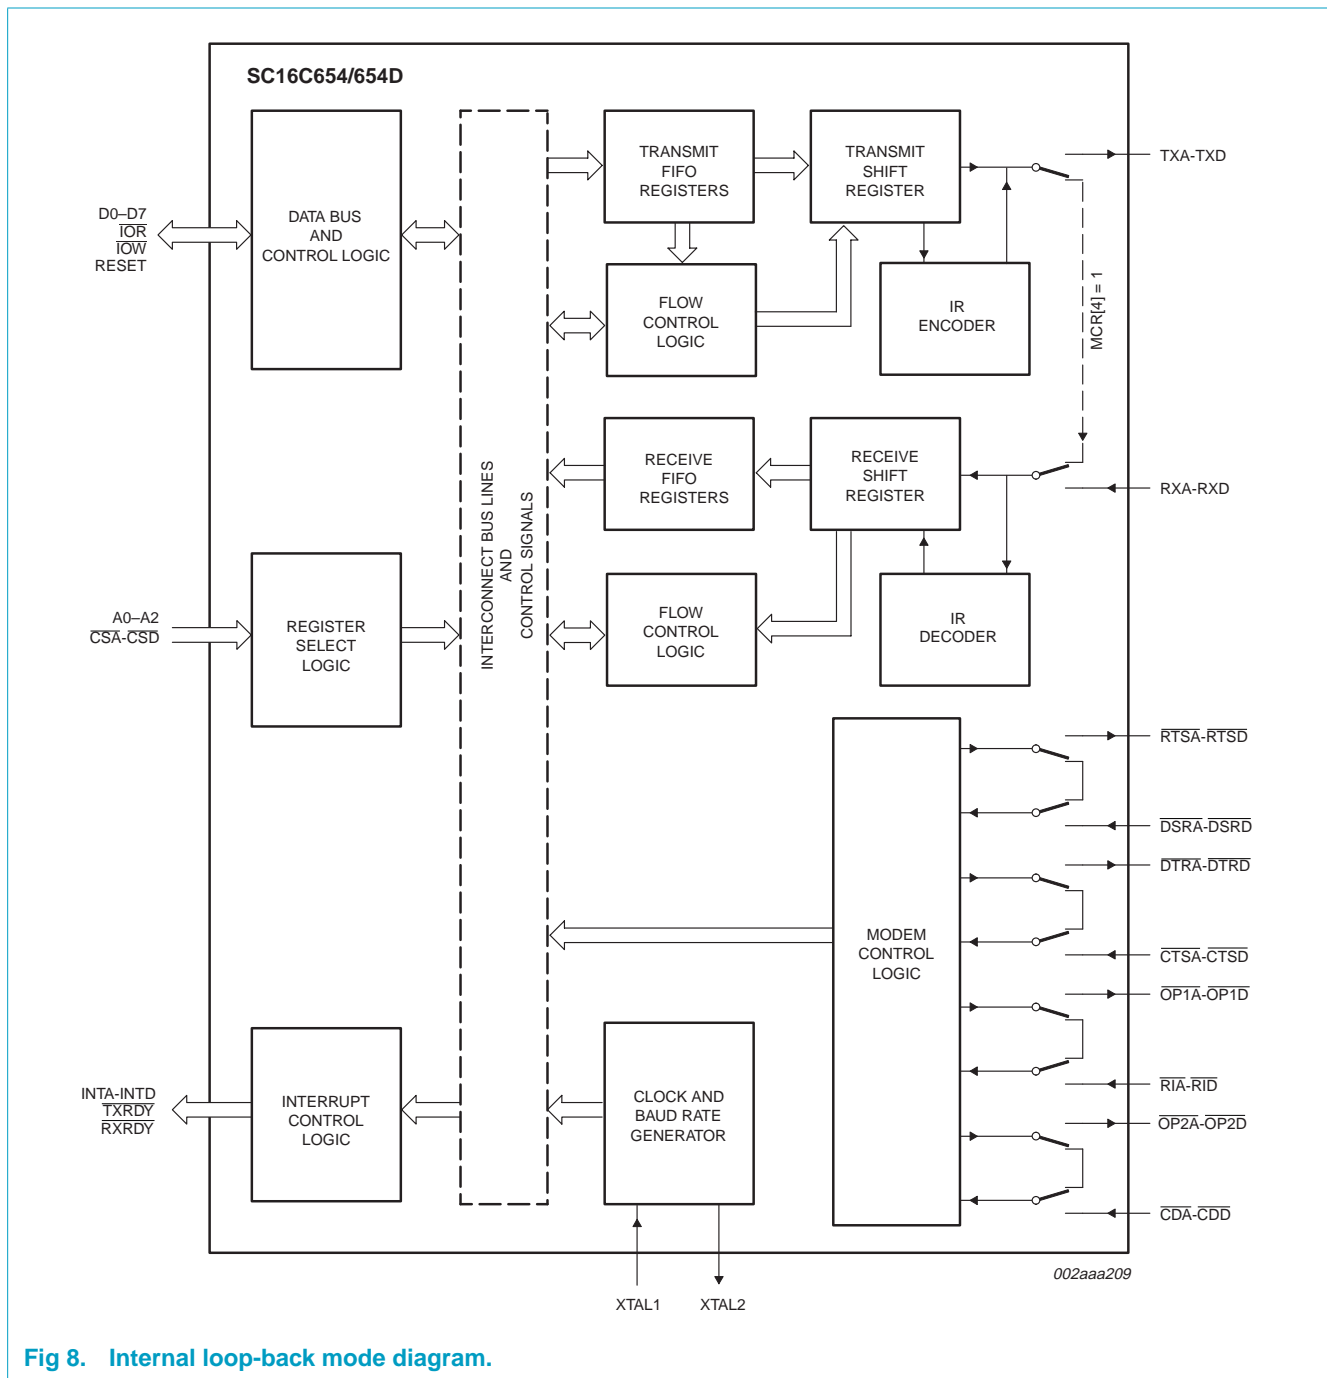 SC16C654/654D
TRANSMIT
FIFO
REGISTERS
TRANSMIT
SHIFT
REGISTER
TXA-TXD
D0–D7
IOR
IOW
RESET
DATA BUS
AND
CONTROL LOGIC
FLOW
CONTROL
LOGIC
IR
ENCODER
MCR[4] = 1
RECEIVE
FIFO
REGISTERS
RECEIVE
SHIFT
REGISTER
RXA-RXD
INTERCONNECT BUS LINES
AND
CONTROL SIGNALS
A0–A2
CSA-CSD
REGISTER
SELECT
LOGIC
FLOW
CONTROL
LOGIC
IR
DECODER
RTSA-RTSD
DSRA-DSRD
DTRA-DTRD
MODEM
CONTROL
LOGIC
CTSA-CTSD
OP1A-OP1D
RIA-RID
OP2A-OP2D
CDA-CDD
INTA-INTD
TXRDY
RXRDY
INTERRUPT
CONTROL
LOGIC
CLOCK AND
BAUD RATE
GENERATOR
002aaa209
XTAL1
XTAL2
Fig 8. Internal loop-back mode diagram.